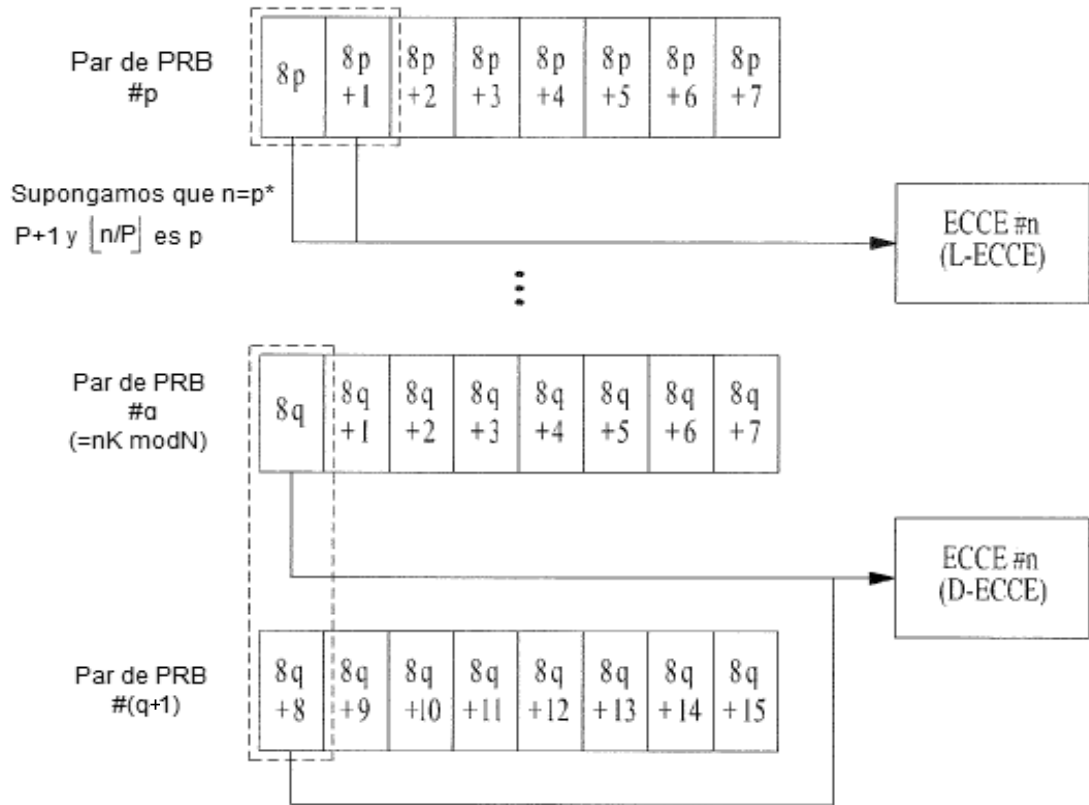 Par de PRB
#p
8p
8p
+1
8p
+2
8p
+3
8p
+4
8p
+5
8p
+6
8p
+7
Supongamos que n=p*
P+1 y ⌊n/P⌋ es p
ECCE #n
(L-ECCE)
Par de PRB
#q
(=nK modN)
8q
8q
+1
8q
+2
8q
+3
8q
+4
8q
+5
8q
+6
8q
+7
ECCE #n
(D-ECCE)
Par de PRB
#(q+1)
8q
+8
8q
+9
8q
+10
8q
+11
8q
+12
8q
+13
8q
+14
8q
+15